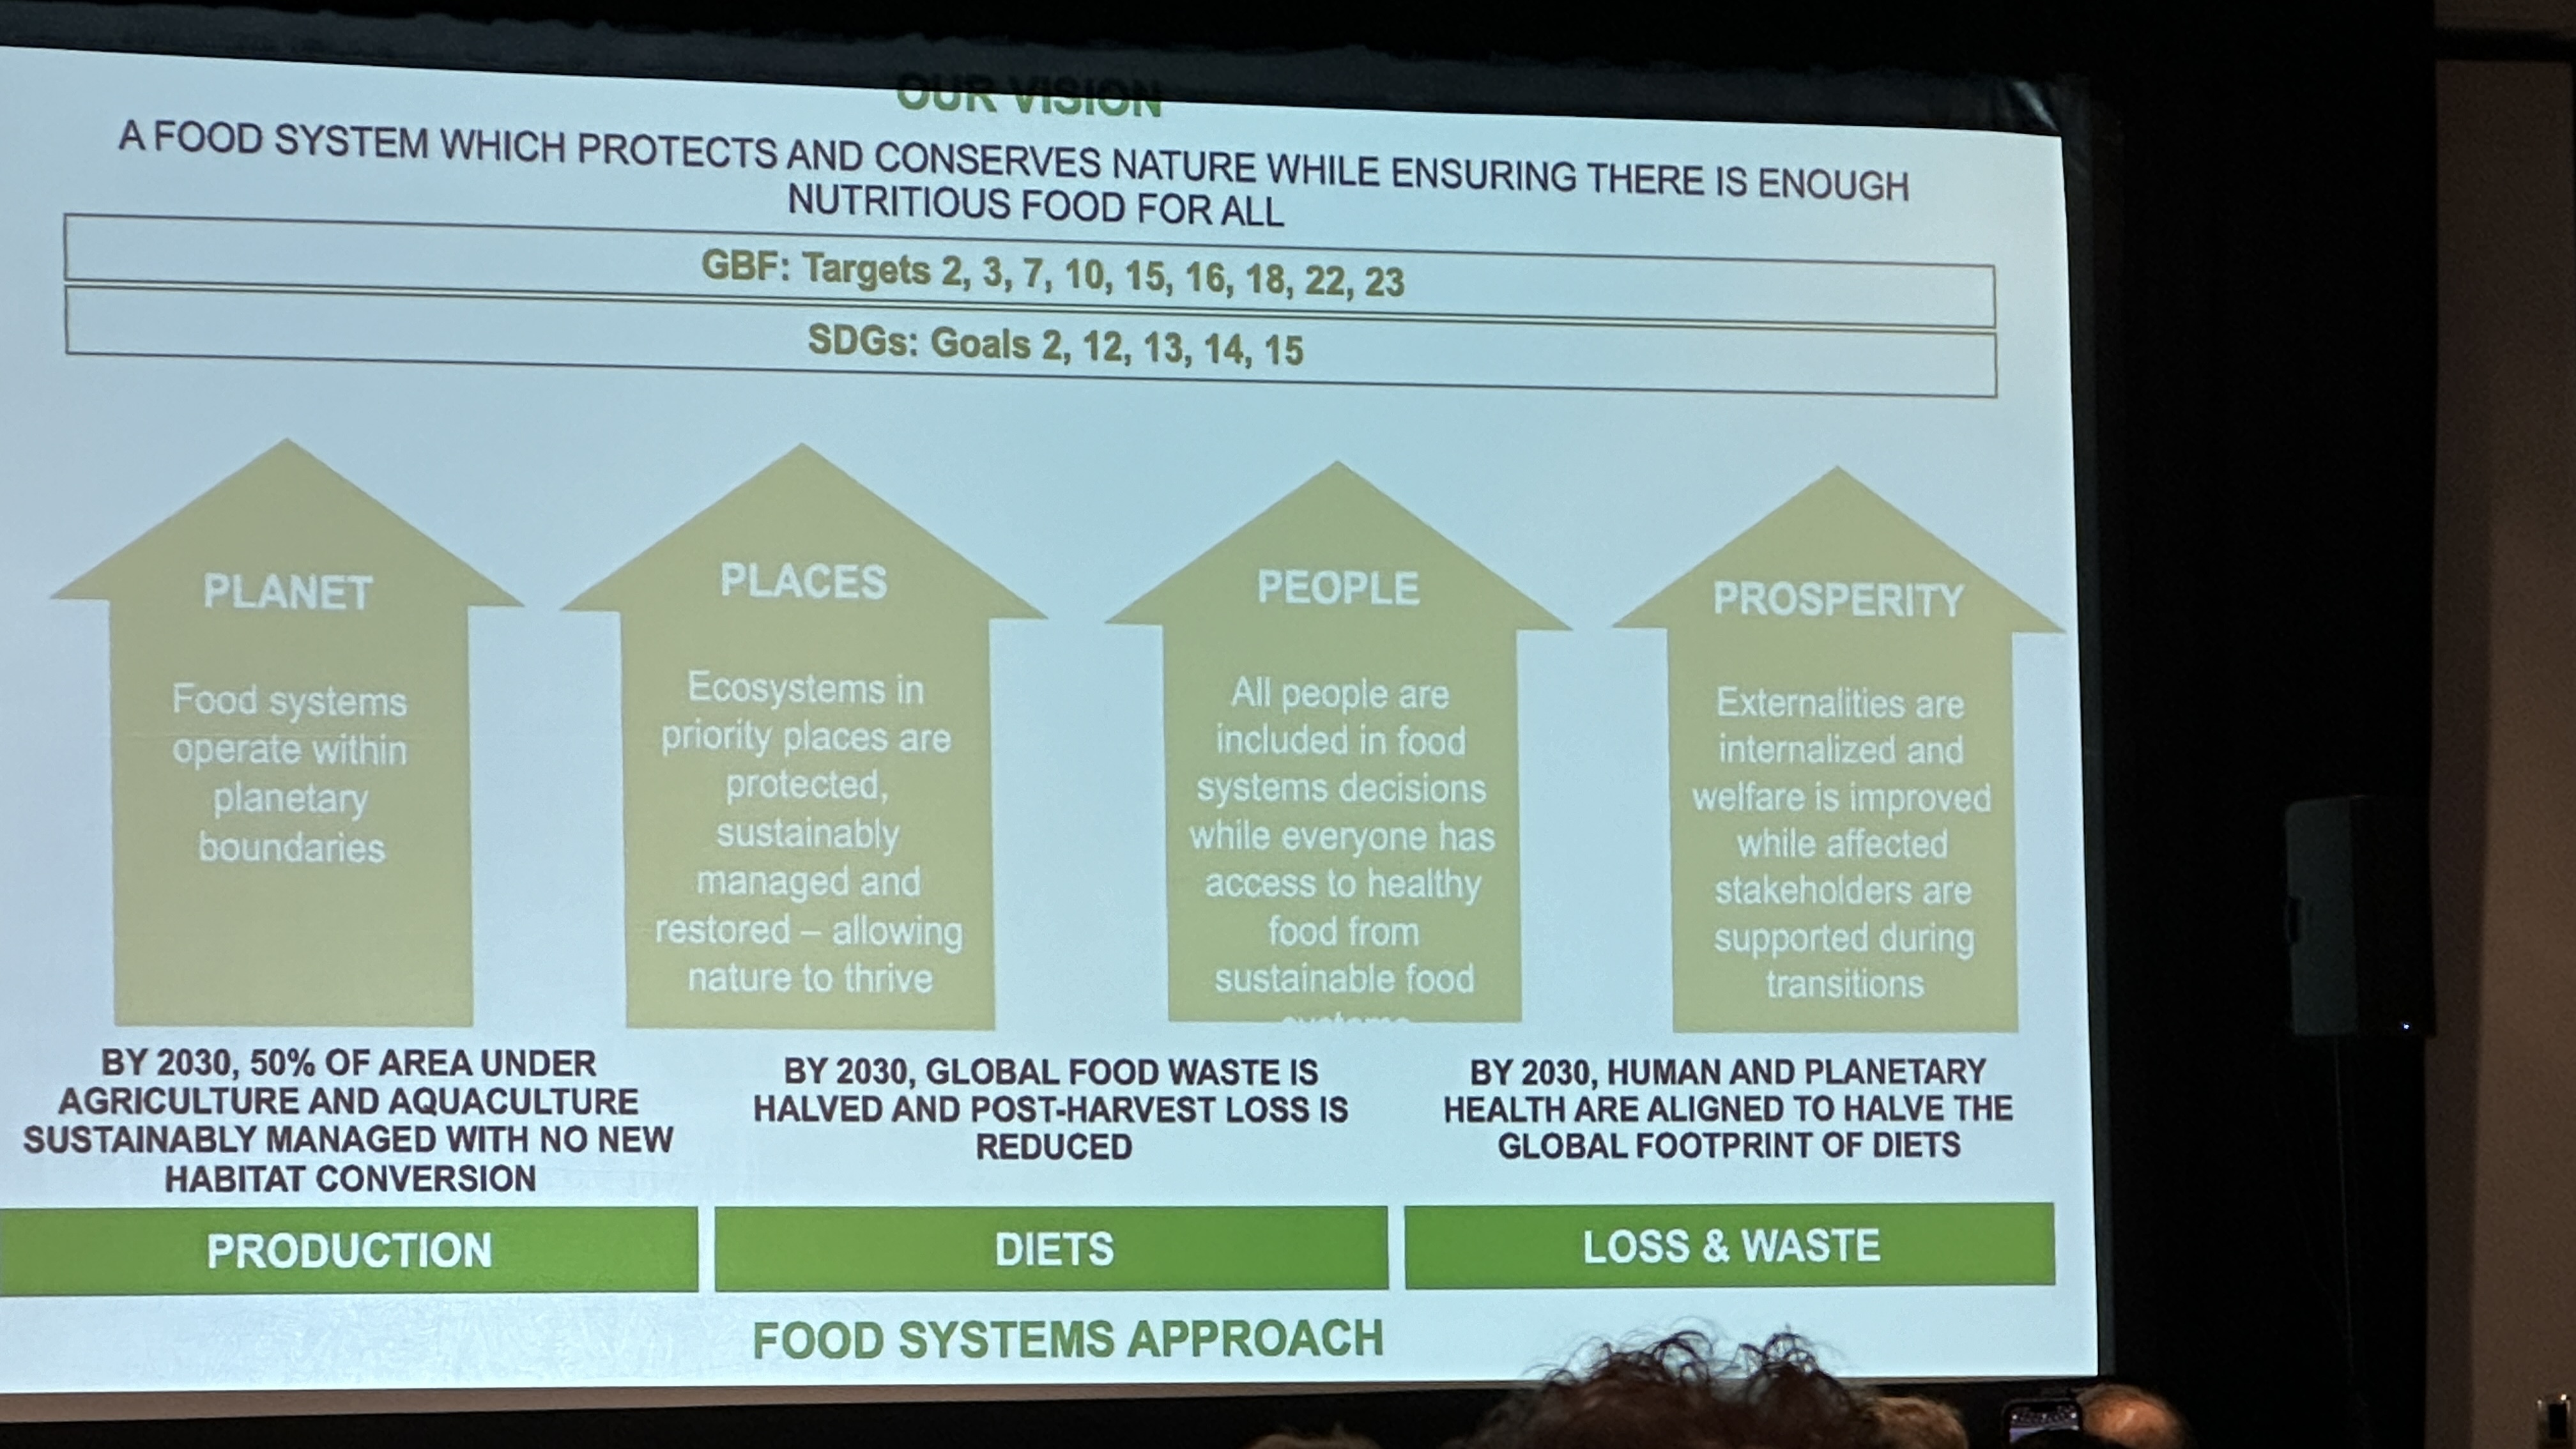 OUR VISION
A FOOD SYSTEM WHICH PROTECTS AND CONSERVES NATURE WHILE ENSURING THERE IS ENOUGH
NUTRITIOUS FOOD FOR ALL
GBF: Targets 2, 3, 7, 10, 15, 16, 18, 22, 23
SDGs: Goals 2, 12, 13, 14, 15
PLANET
Food systems
operate within
planetary
boundaries
PLACES
Ecosystems in
priority places are
protected,
sustainably
managed and
restored – allowing
nature to thrive
PEOPLE
All people are
included in food
systems decisions
while everyone has
access to healthy
food from
sustainable food
systems
PROSPERITY
Externalities are
internalized and
welfare is improved
while affected
stakeholders are
supported during
transitions
BY 2030, 50% OF AREA UNDER
AGRICULTURE AND AQUACULTURE
SUSTAINABLY MANAGED WITH NO NEW
HABITAT CONVERSION
BY 2030, GLOBAL FOOD WASTE IS
HALVED AND POST-HARVEST LOSS IS
REDUCED
BY 2030, HUMAN AND PLANETARY
HEALTH ARE ALIGNED TO HALVE THE
GLOBAL FOOTPRINT OF DIETS
PRODUCTION
DIETS
LOSS & WASTE
FOOD SYSTEMS APPROACH